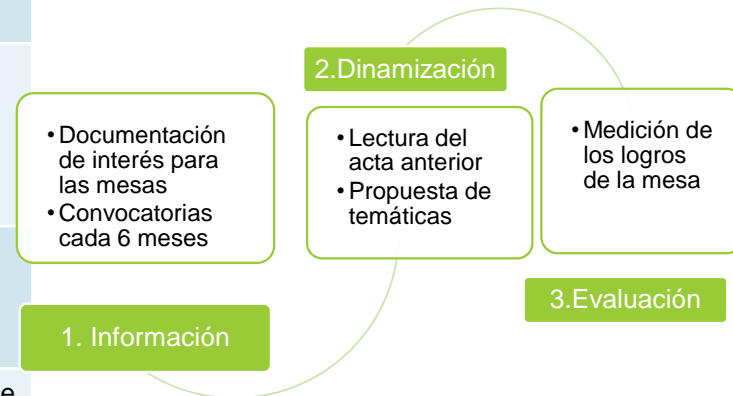 • Documentación
de interés para
las mesas
• Convocatorias
cada 6 meses
1. Información
2.Dinamización
• Lectura del
acta anterior
• Propuesta de
temáticas
• Medición de
los logros
de la mesa
3.Evaluación
e